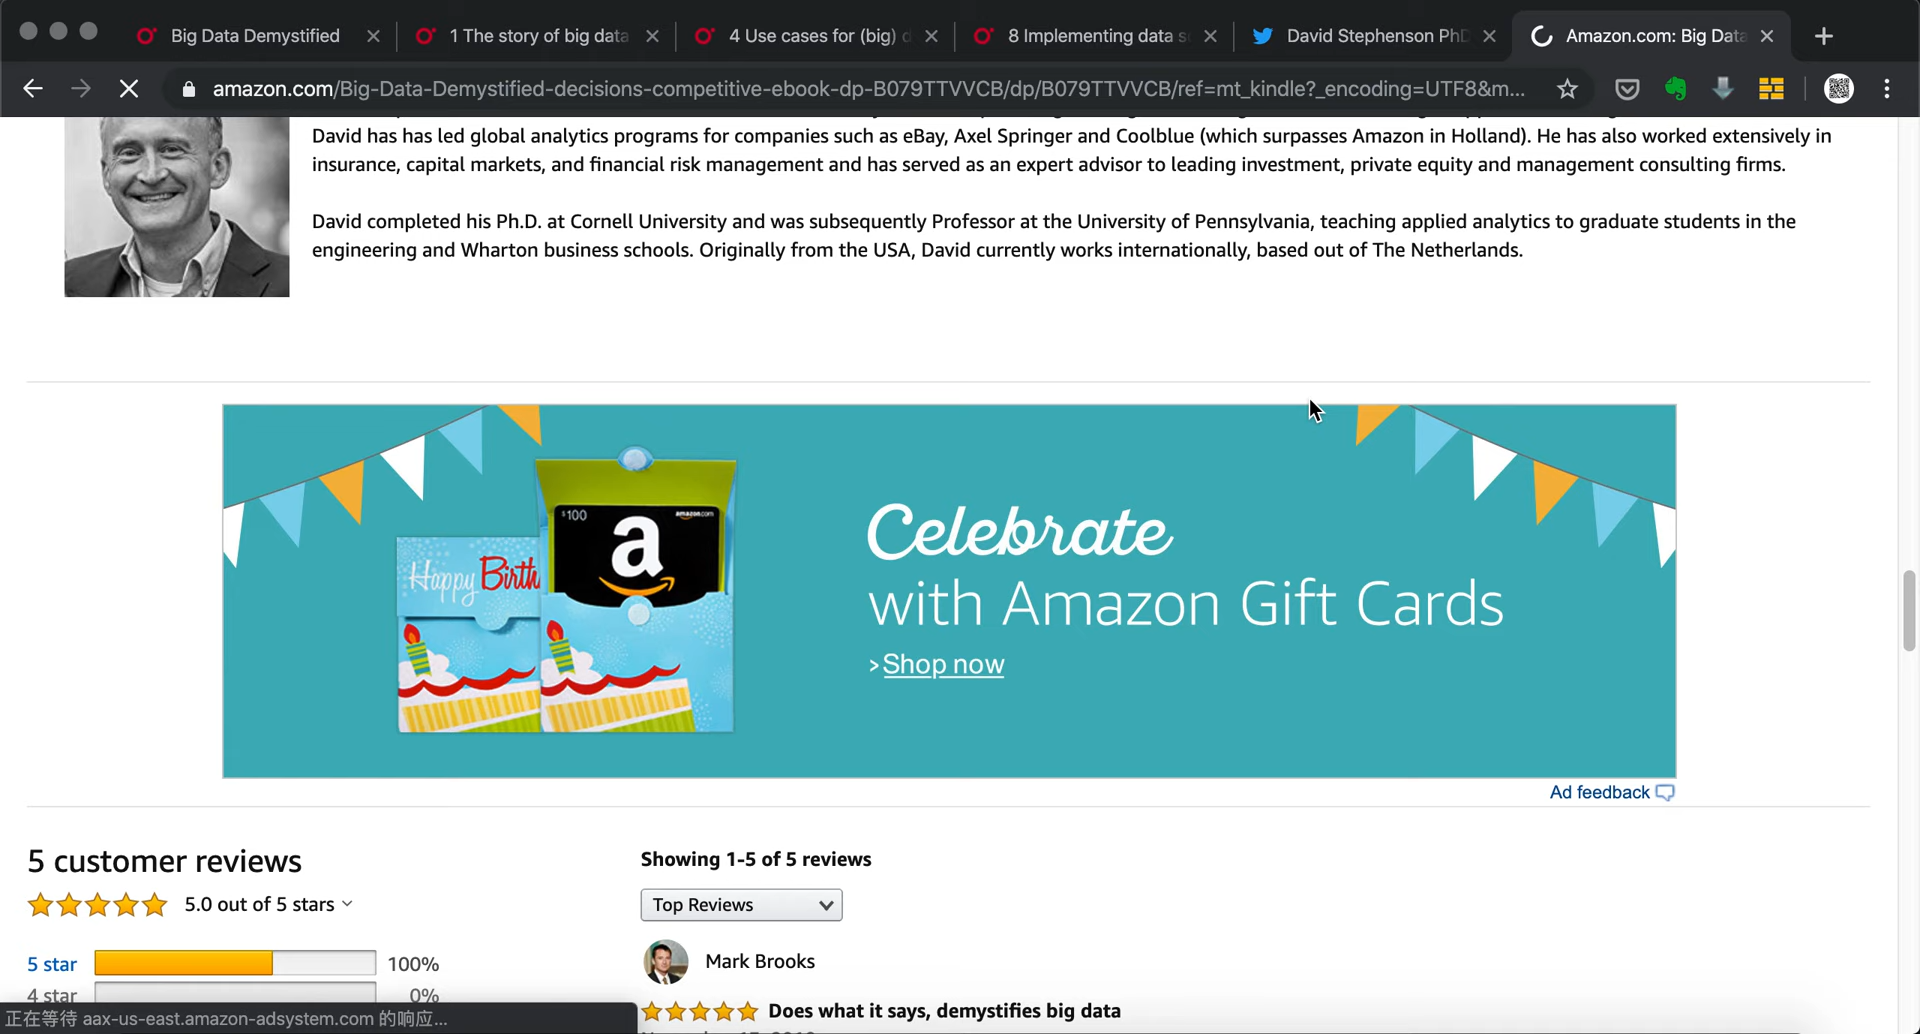 Big Data Demystified
1 The story of big data
4 Use cases for (big) d
8 Implementing data s
David Stephenson PhD
Amazon.com: Big Data
amazon.com/Big-Data-Demystified-decisions-competitive-ebook-dp-B079TTVVCB/dp/B079TTVVCB/ref=mt_kindle?_encoding=UTF8&m...
David has has led global analytics programs for companies such as eBay, Axel Springer and Coolblue (which surpasses Amazon in Holland). He has also worked extensively in
insurance, capital markets, and financial risk management and has served as an expert advisor to leading investment, private equity and management consulting firms.
David completed his Ph.D. at Cornell University and was subsequently Professor at the University of Pennsylvania, teaching applied analytics to graduate students in the
engineering and Wharton business schools. Originally from the USA, David currently works internationally, based out of The Netherlands.
$100
amazon.com
a
Happy Birth
Celebrate
with Amazon Gift Cards
>Shop now
Ad feedback
5 customer reviews
5.0 out of 5 stars
5 star 100%
4 star 0%
Showing 1-5 of 5 reviews
Top Reviews
Mark Brooks
Does what it says, demystifies big data
正在等待 aax-us-east.amazon-adsystem.com 的响应...